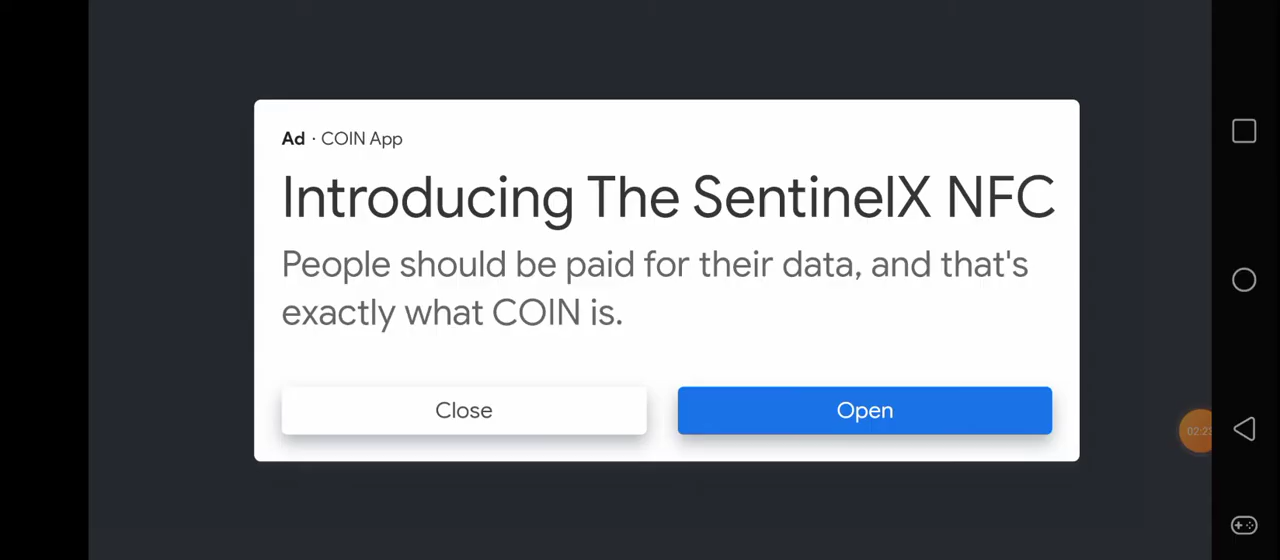 Ad · COIN App
Introducing The SentinelX NFC
People should be paid for their data, and that's
exactly what COIN is.
Close
Open